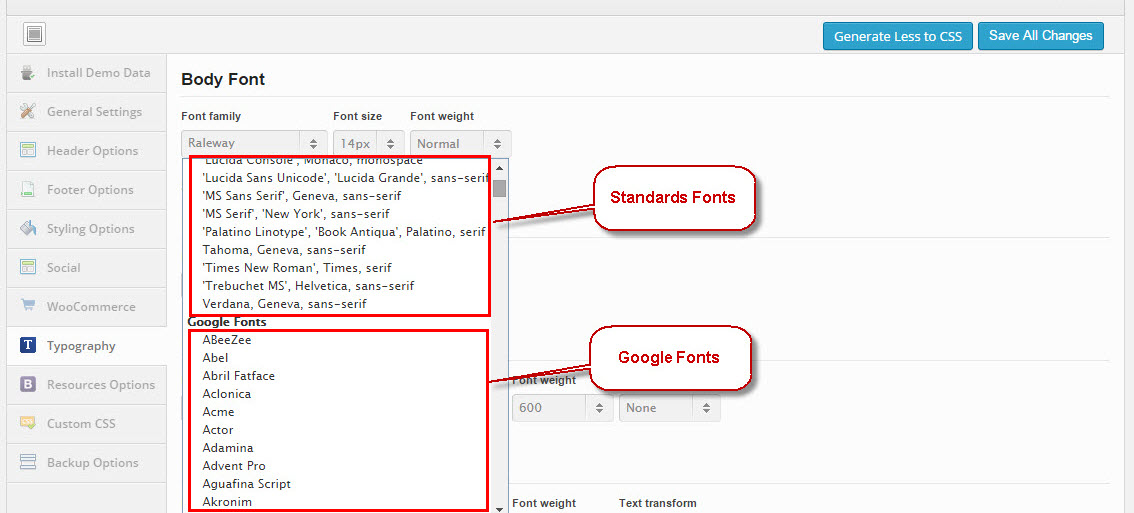 Generate Less to CSS
Save All Changes
Install Demo Data
General Settings
Header Options
Footer Options
Styling Options
Social
WooCommerce
Typography
Resources Options
Custom CSS
Backup Options
Body Font
Font family Font size Font weight
Raleway 14px Normal
'Lucida Console', Monaco, monospace
'Lucida Sans Unicode', 'Lucida Grande', sans-serif
'MS Sans Serif', Geneva, sans-serif
'MS Serif', 'New York', sans-serif
'Palatino Linotype', 'Book Antiqua', Palatino, serif
Tahoma, Geneva, sans-serif
'Times New Roman', Times, serif
'Trebuchet MS', Helvetica, sans-serif
Verdana, Geneva, sans-serif
Google Fonts
ABeeZee
Abel
Abril Fatface
Aclonica
Acme
Actor
Adamina
Advent Pro
Aguafina Script
Akronim
Standards Fonts
Google Fonts
Font weight
600 None
Font weight Text transform